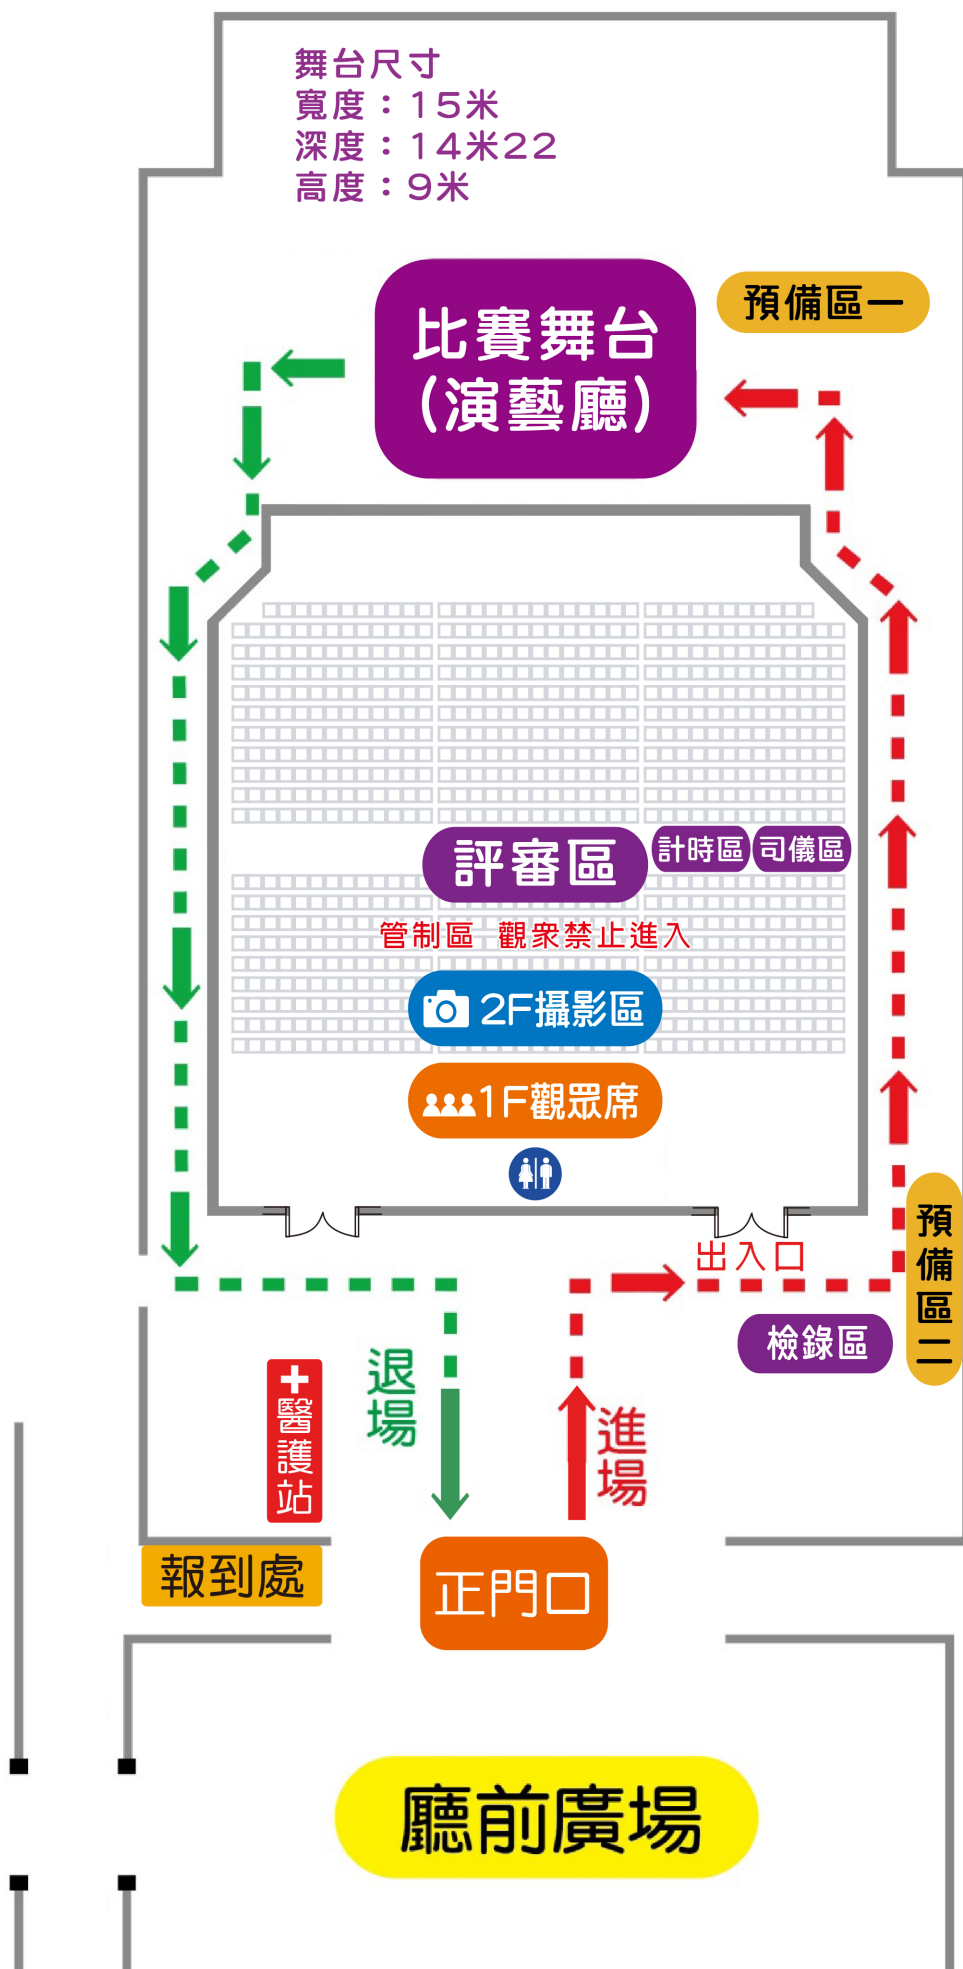 舞台尺寸
寬度：15米
深度：14米22
高度：9米
比賽舞台
(演藝廳)
預備區一
評審區
計時區
司儀區
管制區 觀眾禁止進入
2F攝影區
1F觀眾席
出入口
預備區二
檢錄區
退場
進場
醫護站
報到處
正門口
廳前廣場